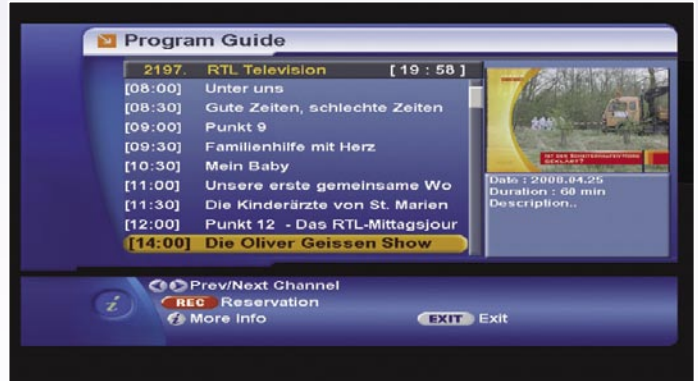 Program Guide
2197. RTL Television [ 19 : 58 ]
[08:00] Unter uns
[08:30] Gute Zeiten, schlechte Zeiten
[09:00] Punkt 9
[09:30] Familienhilfe mit Herz
[10:30] Mein Baby
[11:00] Unsere erste gemeinsame Wo
[11:30] Die Kinderärzte von St. Marien
[12:00] Punkt 12 - Das RTL-Mittagsjour
[14:00] Die Oliver Geissen Show
IST DER
GEKLÄRT?
Date : 2008.04.25
Duration : 60 min
Description..
Prev/Next Channel
REC Reservation
i More Info
EXIT Exit
i